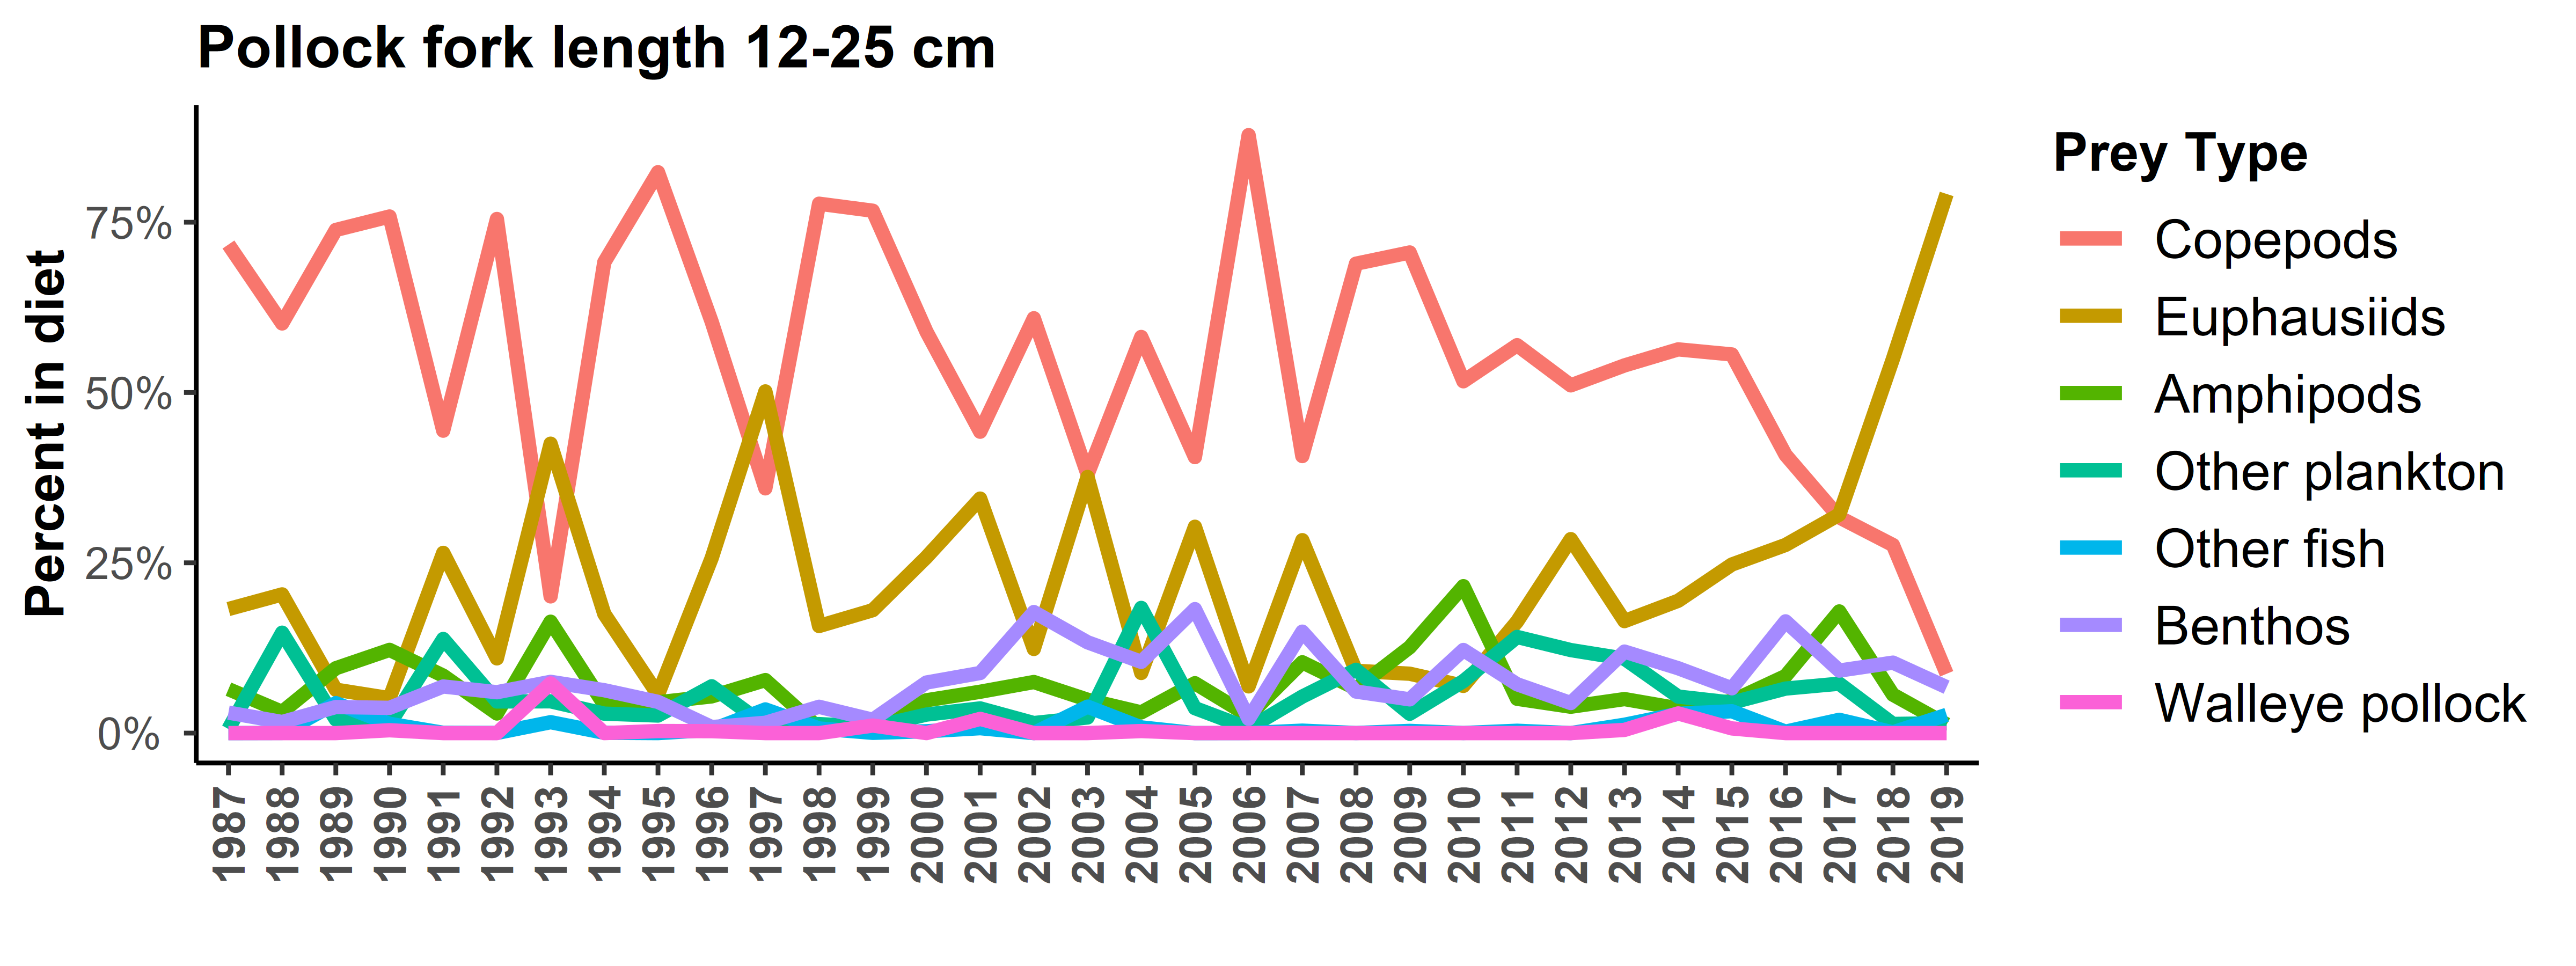 Pollock fork length 12-25 cm
Percent in diet
75%
50%
25%
0%
1987 1988 1989 1990 1991 1992 1993 1994 1995 1996 1997 1998 1999 2000 2001 2002 2003 2004 2005 2006 2007 2008 2009 2010 2011 2012 2013 2014 2015 2016 2017 2018 2019
Prey Type
Copepods
Euphausiids
Amphipods
Other plankton
Other fish
Benthos
Walleye pollock